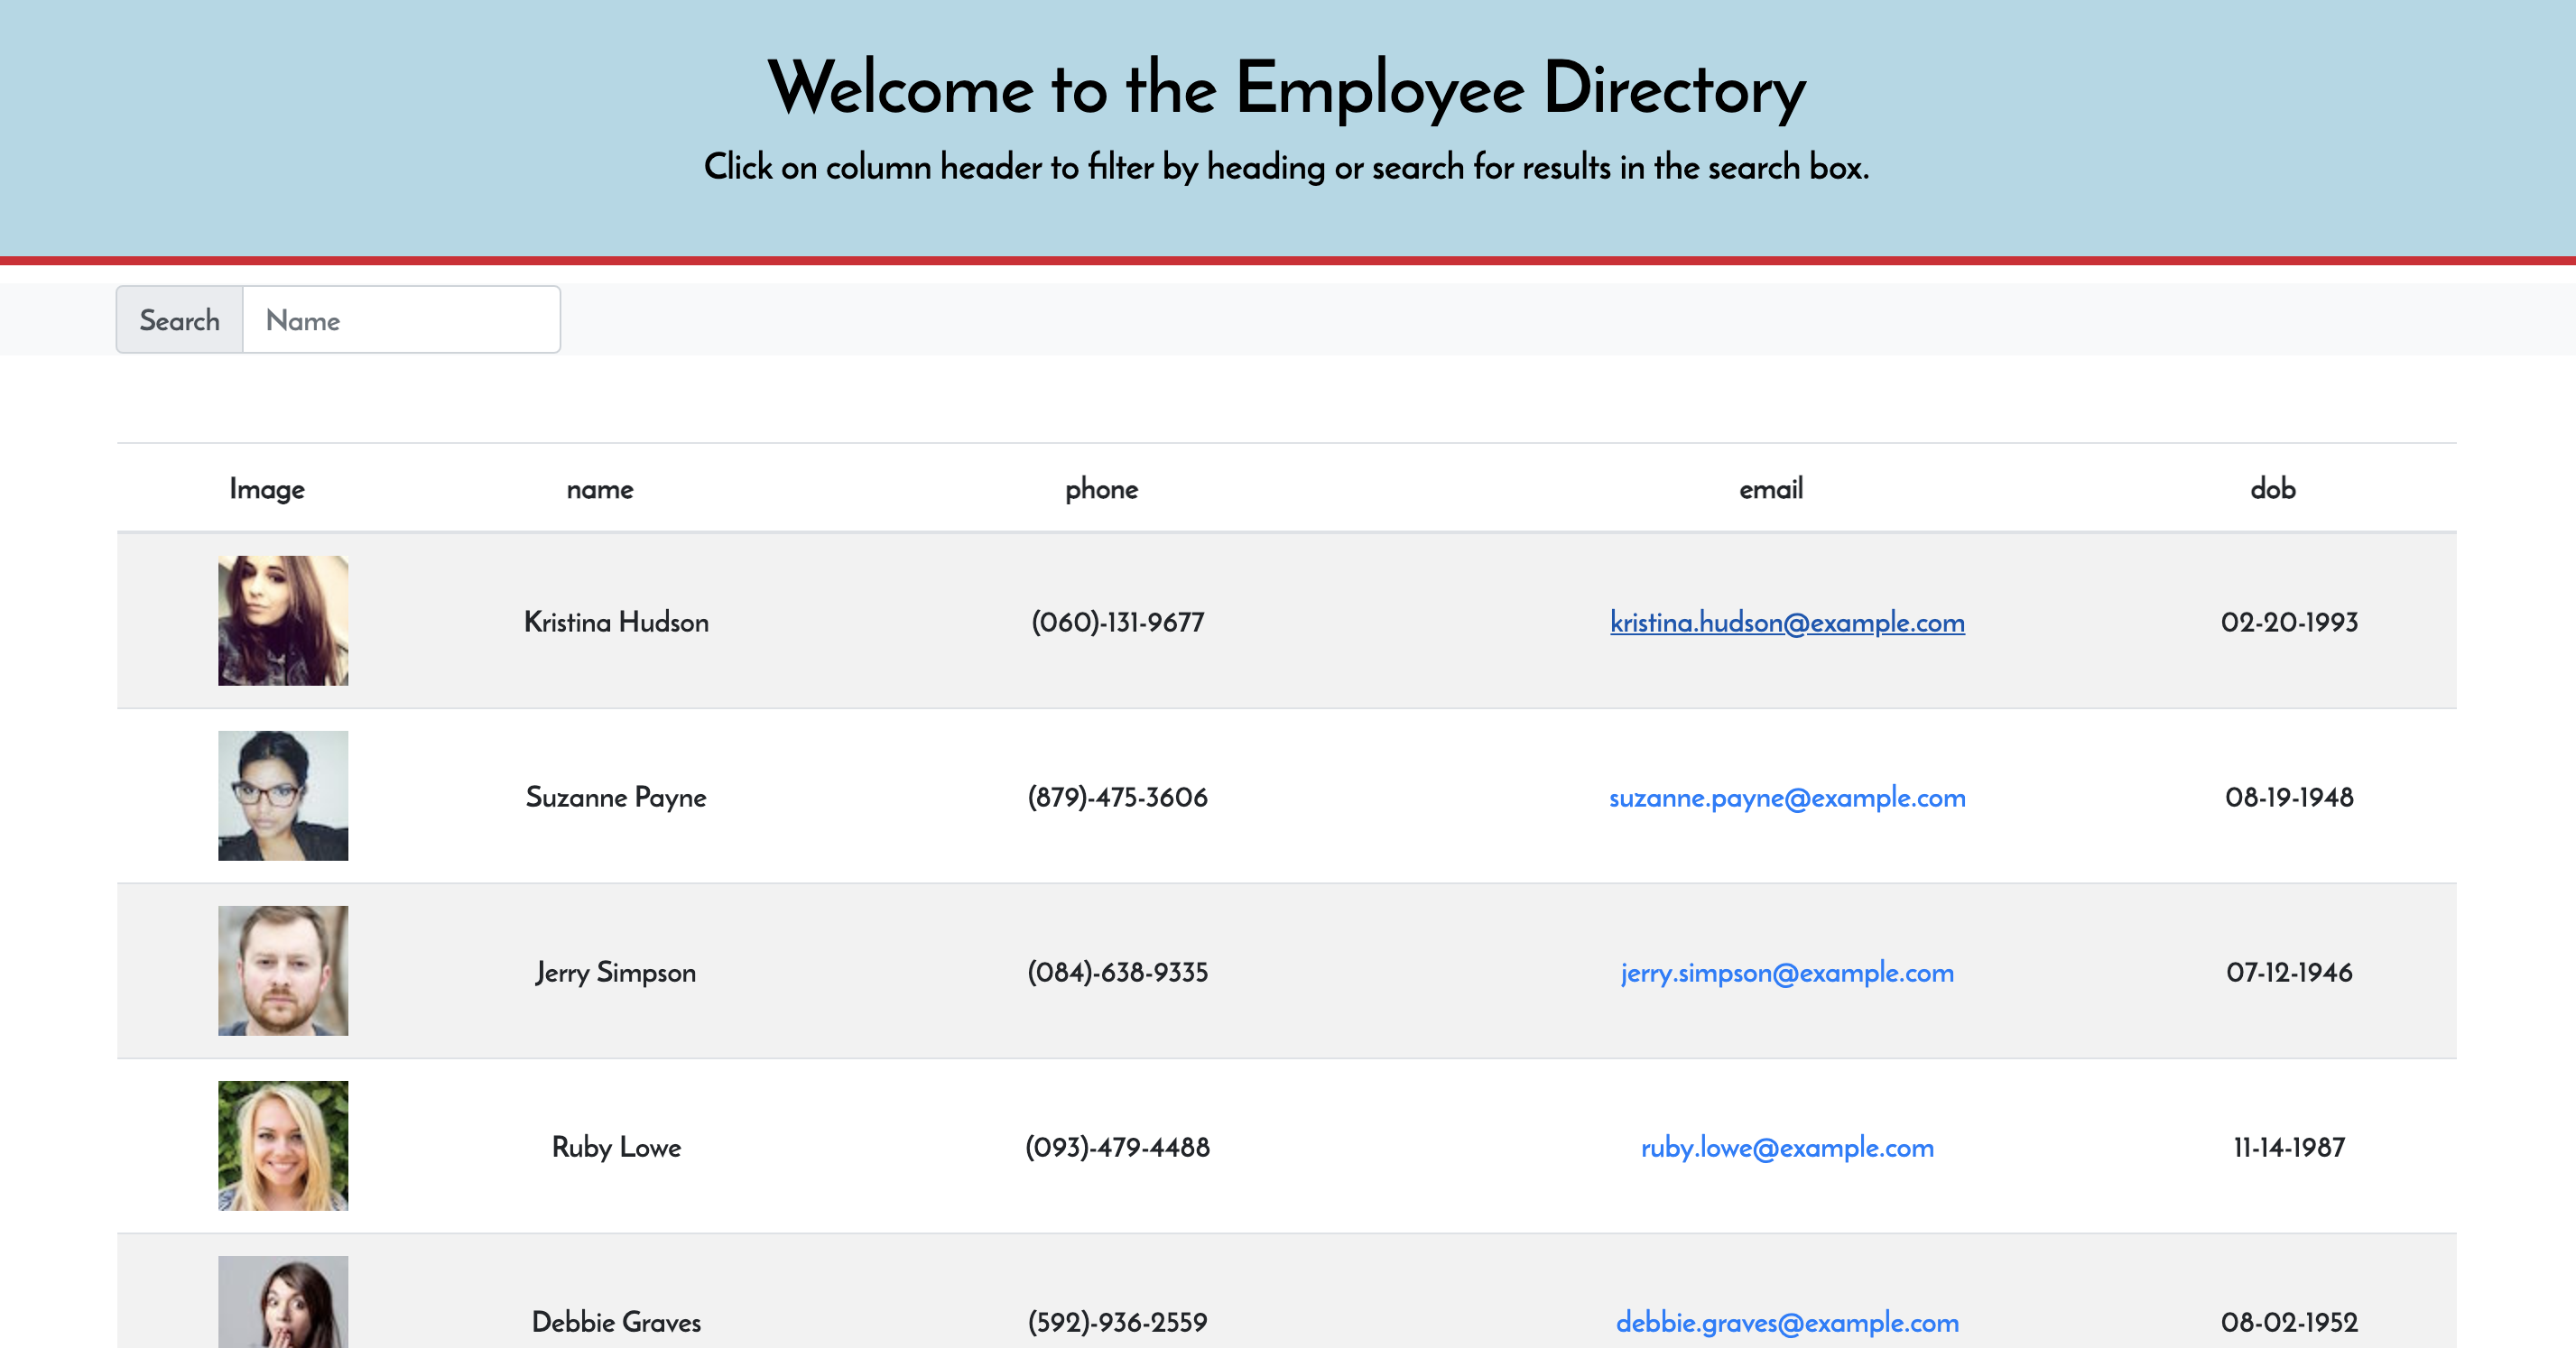 Welcome to the Employee Directory
Click on column header to filter by heading or search for results in the search box.
Search Name
Image name phone email dob
Kristina Hudson (060)-131-9677 kristina.hudson@example.com 02-20-1993
Suzanne Payne (879)-475-3606 suzanne.payne@example.com 08-19-1948
Jerry Simpson (084)-638-9335 jerry.simpson@example.com 07-12-1946
Ruby Lowe (093)-479-4488 ruby.lowe@example.com 11-14-1987
Debbie Graves (592)-936-2559 debbie.graves@example.com 08-02-1952